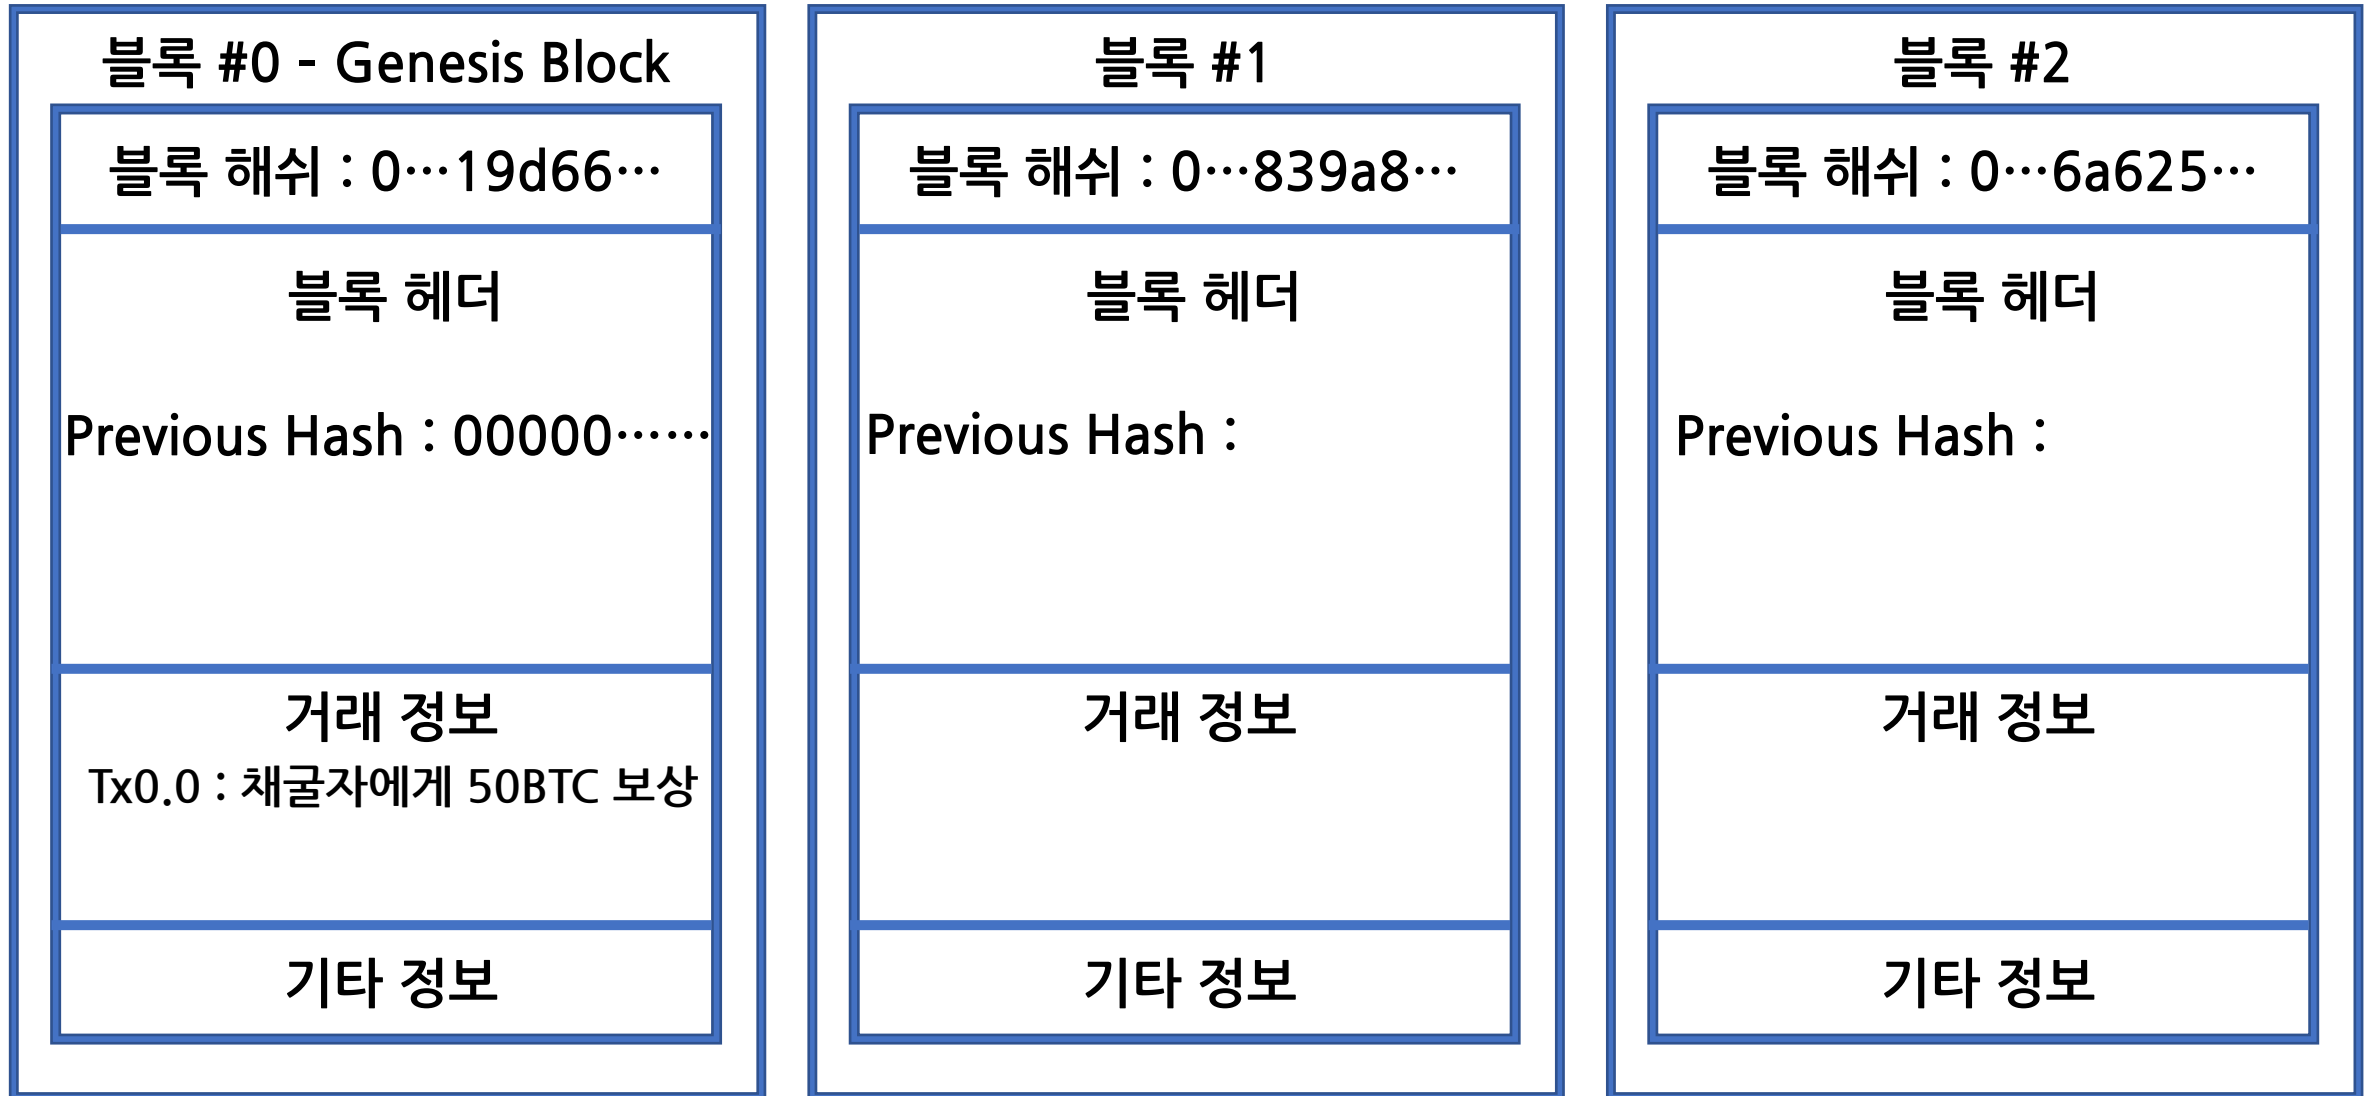 블록 #0 - Genesis Block
블록 해쉬 : 0…19d66…
블록 헤더
Previous Hash : 00000……
거래 정보
Tx0.0 : 채굴자에게 50BTC 보상
기타 정보
블록 #1
블록 해쉬 : 0…839a8…
블록 헤더
Previous Hash :
거래 정보
기타 정보
블록 #2
블록 해쉬 : 0…6a625…
블록 헤더
Previous Hash :
거래 정보
기타 정보